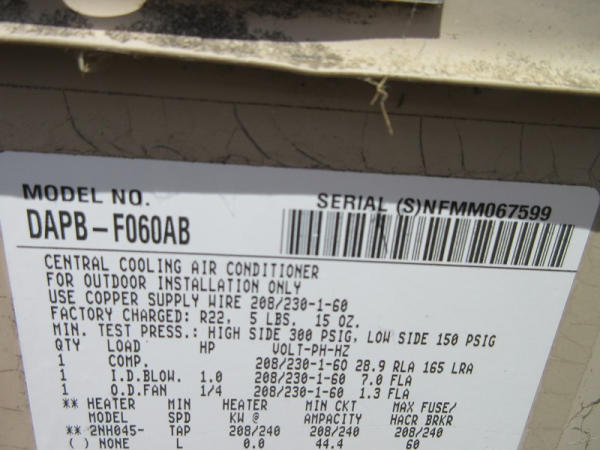 MODEL NO. SERIAL (S)NFMM067599
DAPB-F060AB
CENTRAL COOLING AIR CONDITIONER
FOR OUTDOOR INSTALLATION ONLY
USE COPPER SUPPLY WIRE 208/230-1-60
FACTORY CHARGED: R22, 5 LBS. 15 OZ.
MIN. TEST PRESS.: HIGH SIDE 300 PSIG, LOW SIDE 150 PSIG
QTY LOAD HP VOLT-PH-HZ
1 COMP. 208/230-1-60 28.9 RLA 165 LRA
1 I.D.BLOW. 1.0 208/230-1-60 7.0 FLA
1 O.D.FAN 1/4 208/230-1-60 1.3 FLA
** HEATER MIN HEATER MIN CKT MAX FUSE/
MODEL SPD KW @ AMPACITY HACR BRKR
** 2NH045- TAP 208/240 208/240 208/240
( ) NONE L 0.0 44.4 60